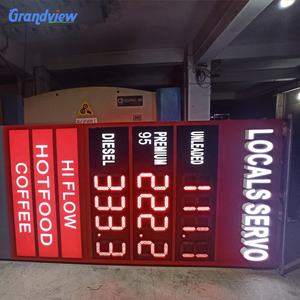 Grandview
LOCALS SERVO
UNLEADED
111.1
PREMIUM
95
222.2
DIESEL
333.3
HI FLOW
HOTFOOD
COFFEE